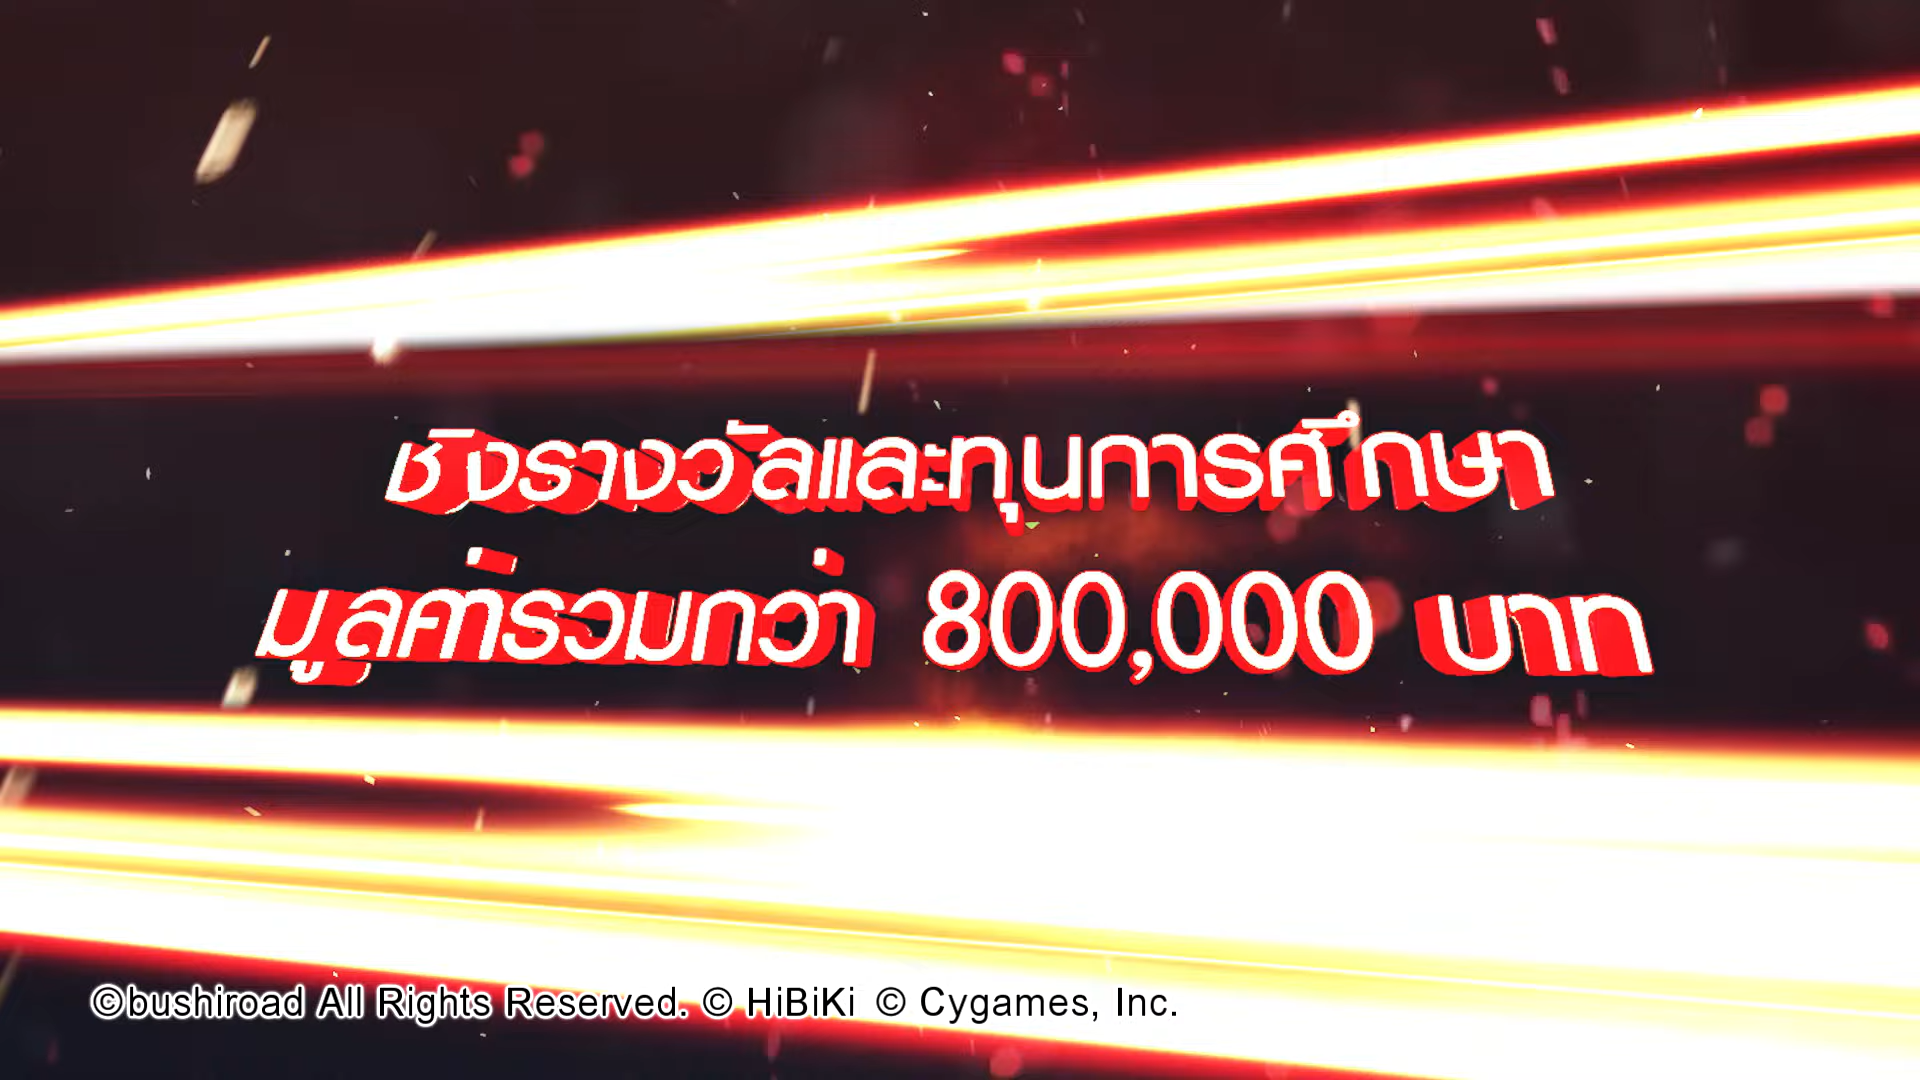 ชิงรางวัลและทุนการศึกษา
มูลค่ารวมกว่า 800,000 บาท
©bushiroad All Rights Reserved. © HiBiKi © Cygames, Inc.